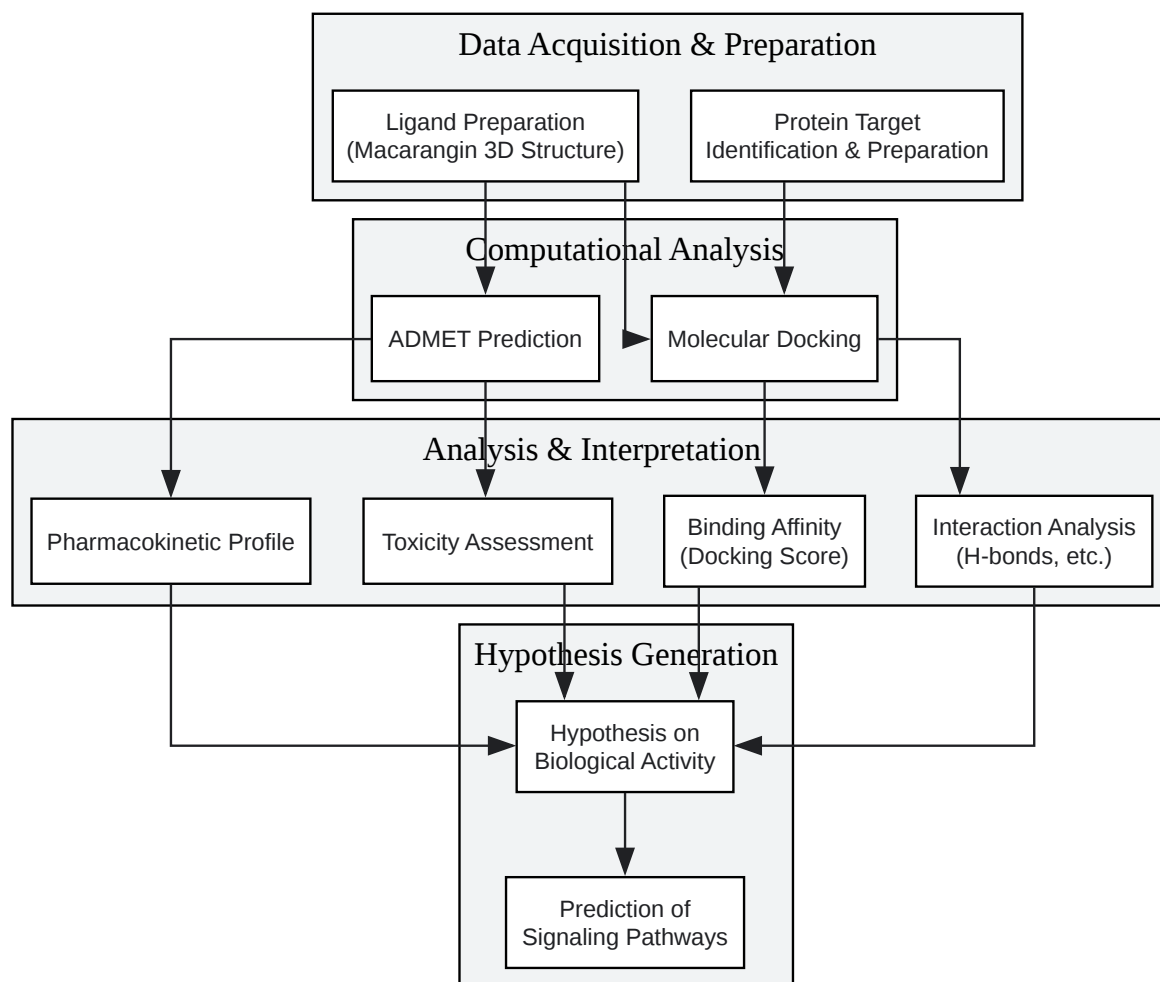 Data Acquisition & Preparation
Ligand Preparation
(Macarangin 3D Structure)
Protein Target
Identification & Preparation
Computational Analysis
ADMET Prediction
Molecular Docking
Analysis & Interpretation
Pharmacokinetic Profile
Toxicity Assessment
Binding Affinity
(Docking Score)
Interaction Analysis
(H-bonds, etc.)
Hypothesis Generation
Hypothesis on
Biological Activity
Prediction of
Signaling Pathways